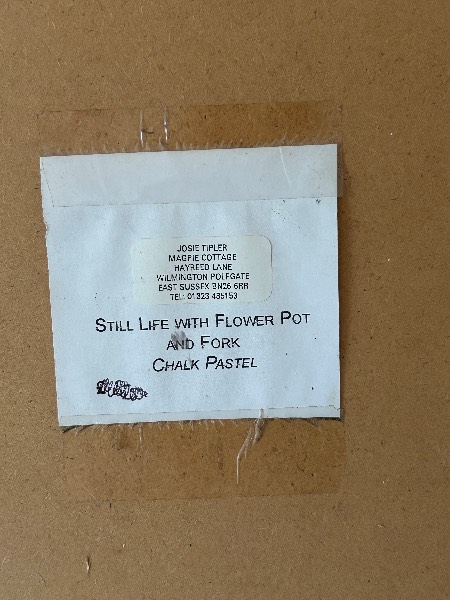 JOSIE TIPLER
MAGPIE COTTAGE
HAYREED LANE
WILMINGTON POLEGATE
EAST SUSSEX BN26 6RR
TEL: 01323 485153
STILL LIFE WITH FLOWER POT
AND FORK
CHALK PASTEL